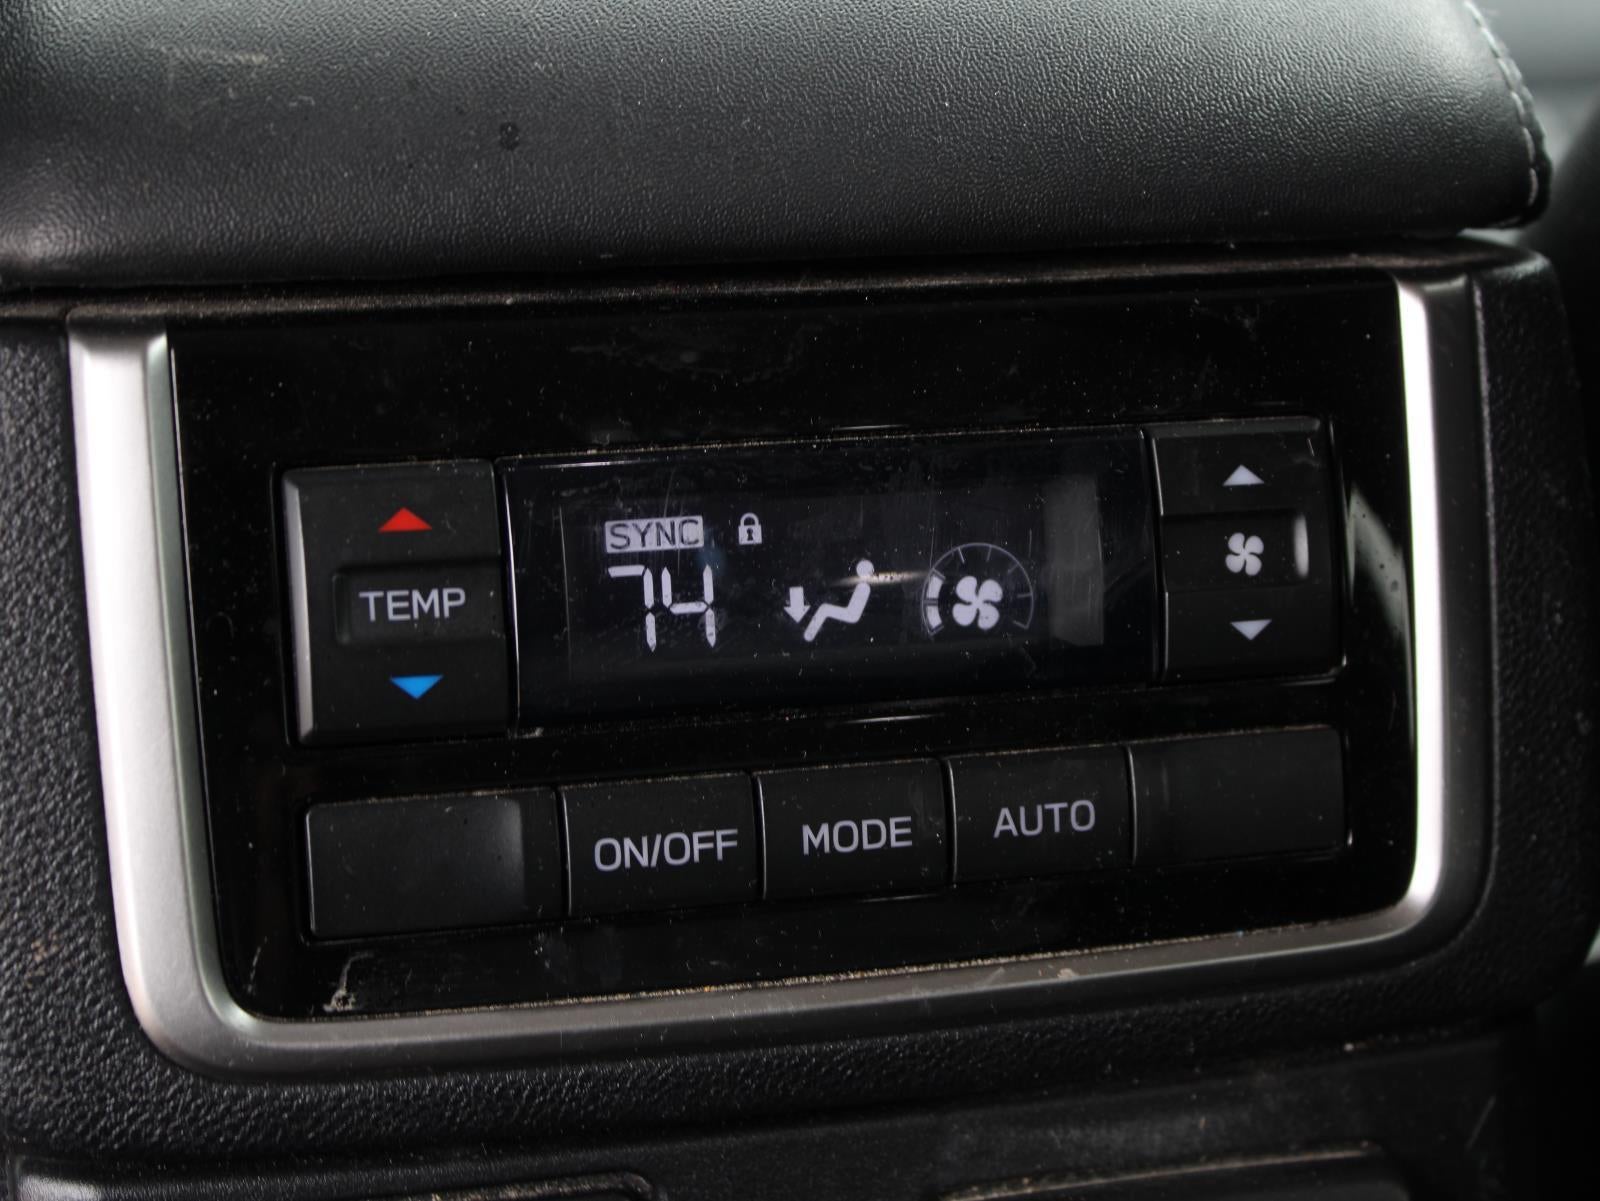 SYNC
74
TEMP
ON/OFF
MODE
AUTO